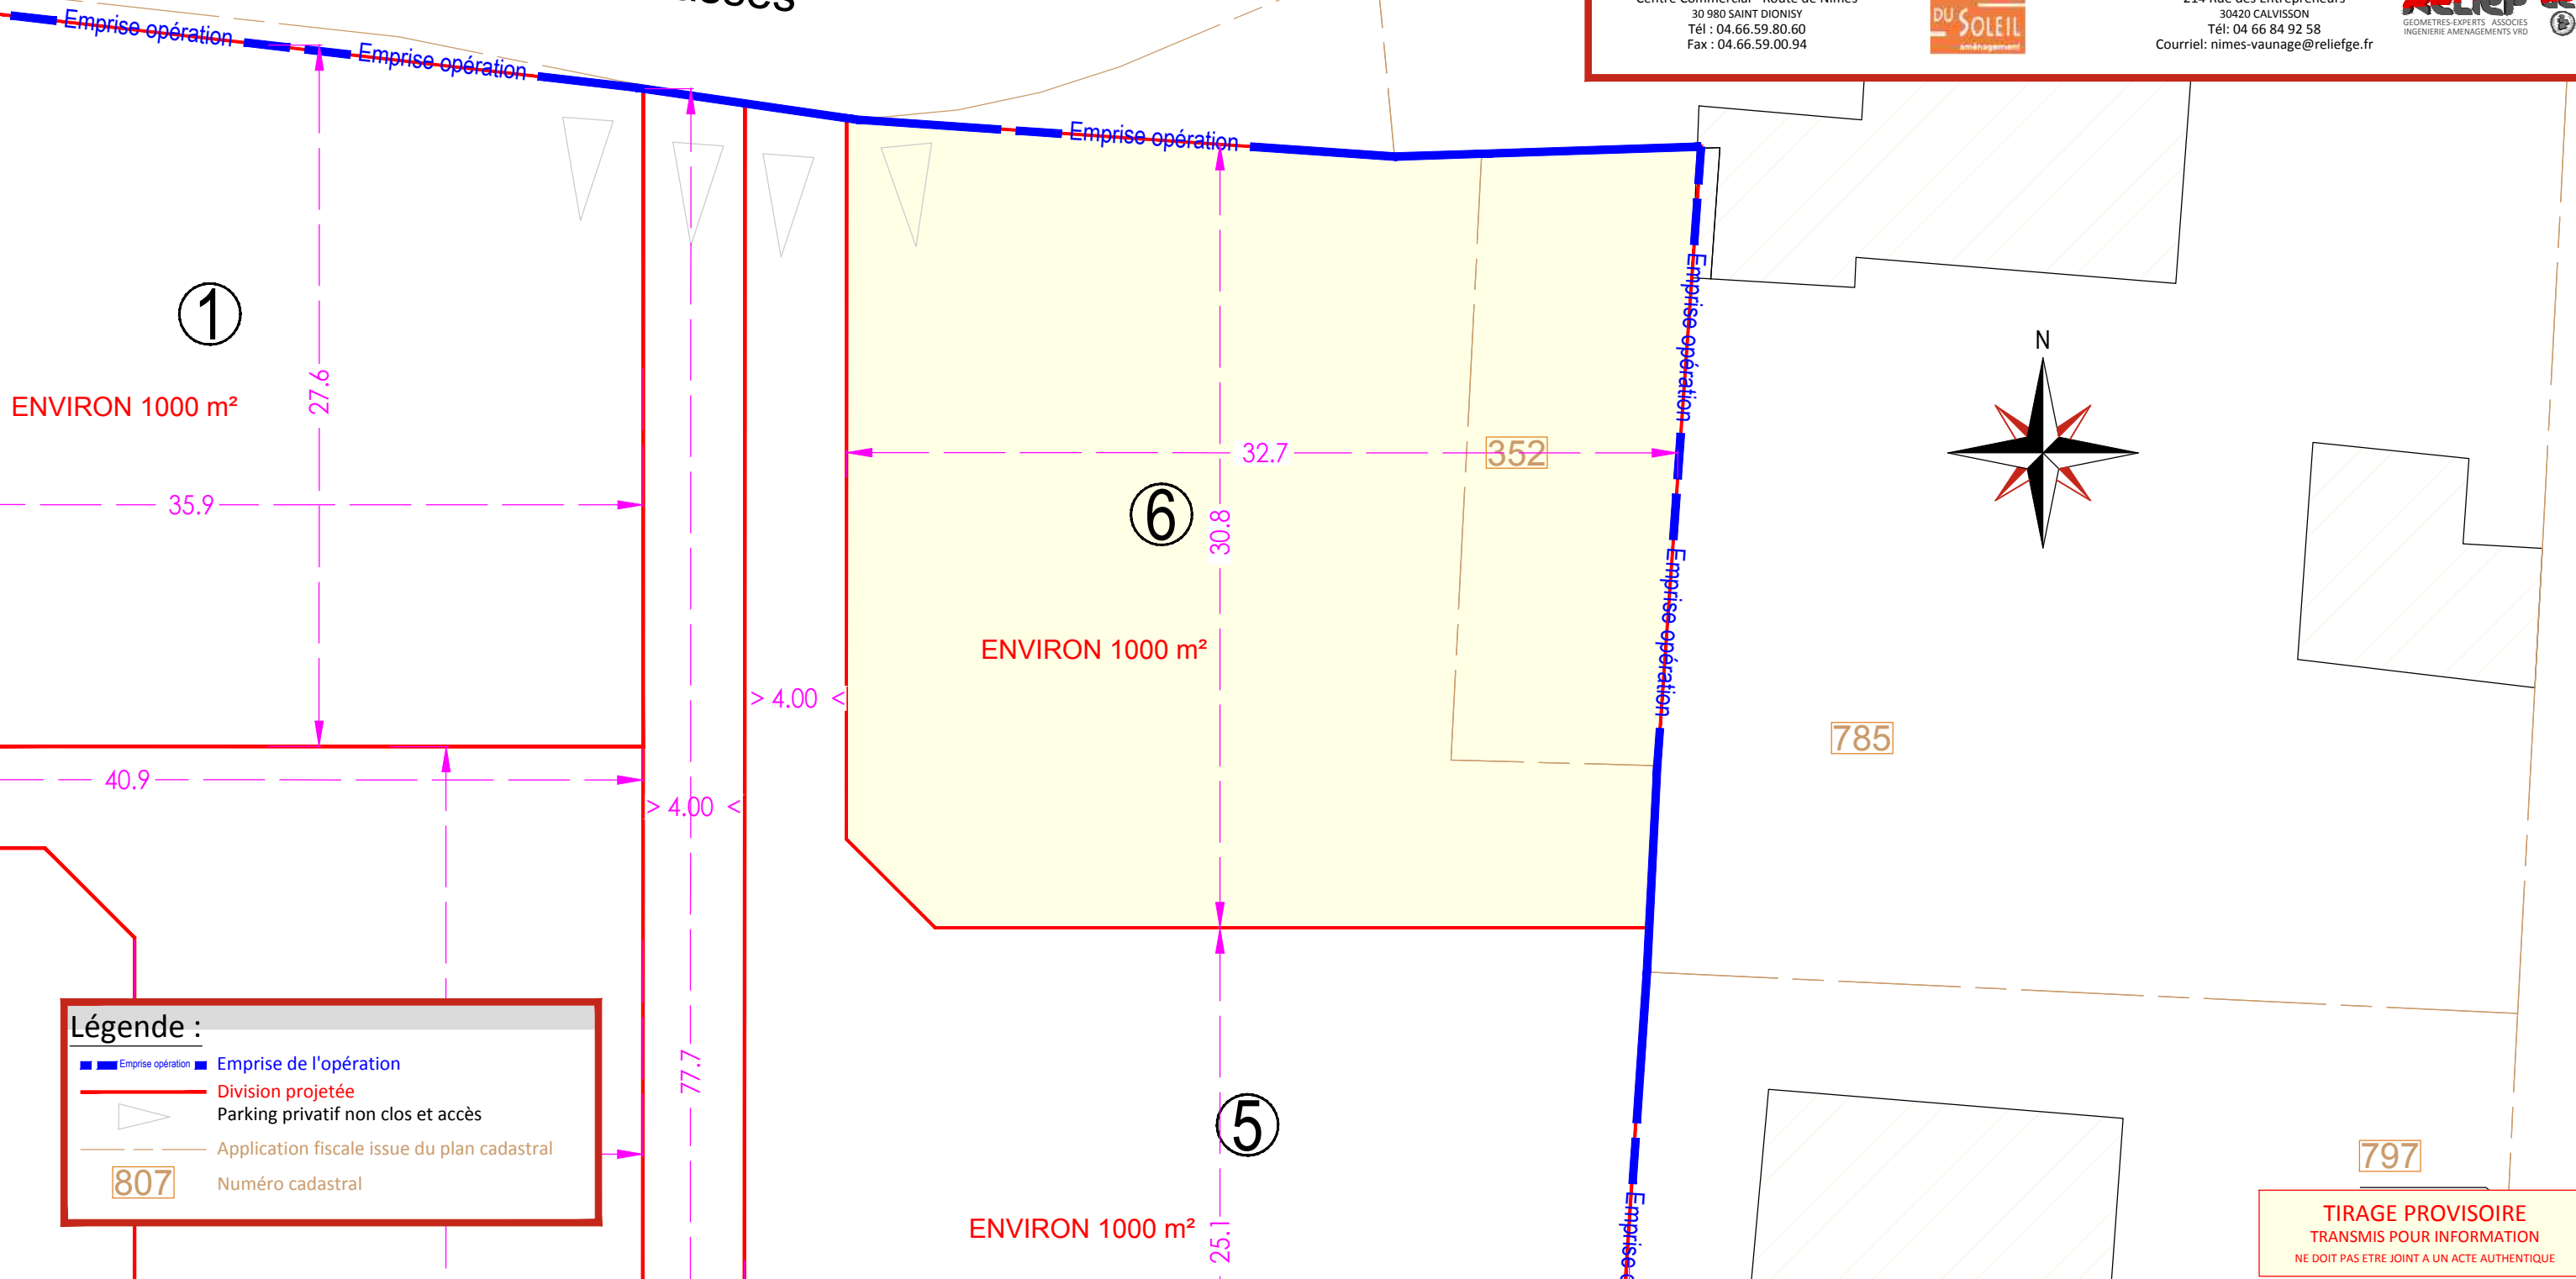 Emprise opération
Emprise opération
Emprise opération
30 980 SAINT DIONISY
Tél : 04.66.59.80.60
Fax : 04.66.59.00.94
DU SOLEIL
aménagement
30420 CALVISSON
Tél: 04 66 84 92 58
Courriel: nimes-vaunage@reliefge.fr
GEOMETRES-EXPERTS ASSOCIES
INGENIERIE AMENAGEMENTS VRD
1
ENVIRON 1000 m²
27.6
35.9
40.9
> 4.00 <
> 4.00 <
77.7
32.7
352
6
30.8
ENVIRON 1000 m²
Emprise opération
Emprise opération
N
785
5
ENVIRON 1000 m²
25.1
Emprise
797
Légende :
Emprise opération Emprise de l'opération
Division projetée
Parking privatif non clos et accès
Application fiscale issue du plan cadastral
807 Numéro cadastral
TIRAGE PROVISOIRE
TRANSMIS POUR INFORMATION
NE DOIT PAS ETRE JOINT A UN ACTE AUTHENTIQUE